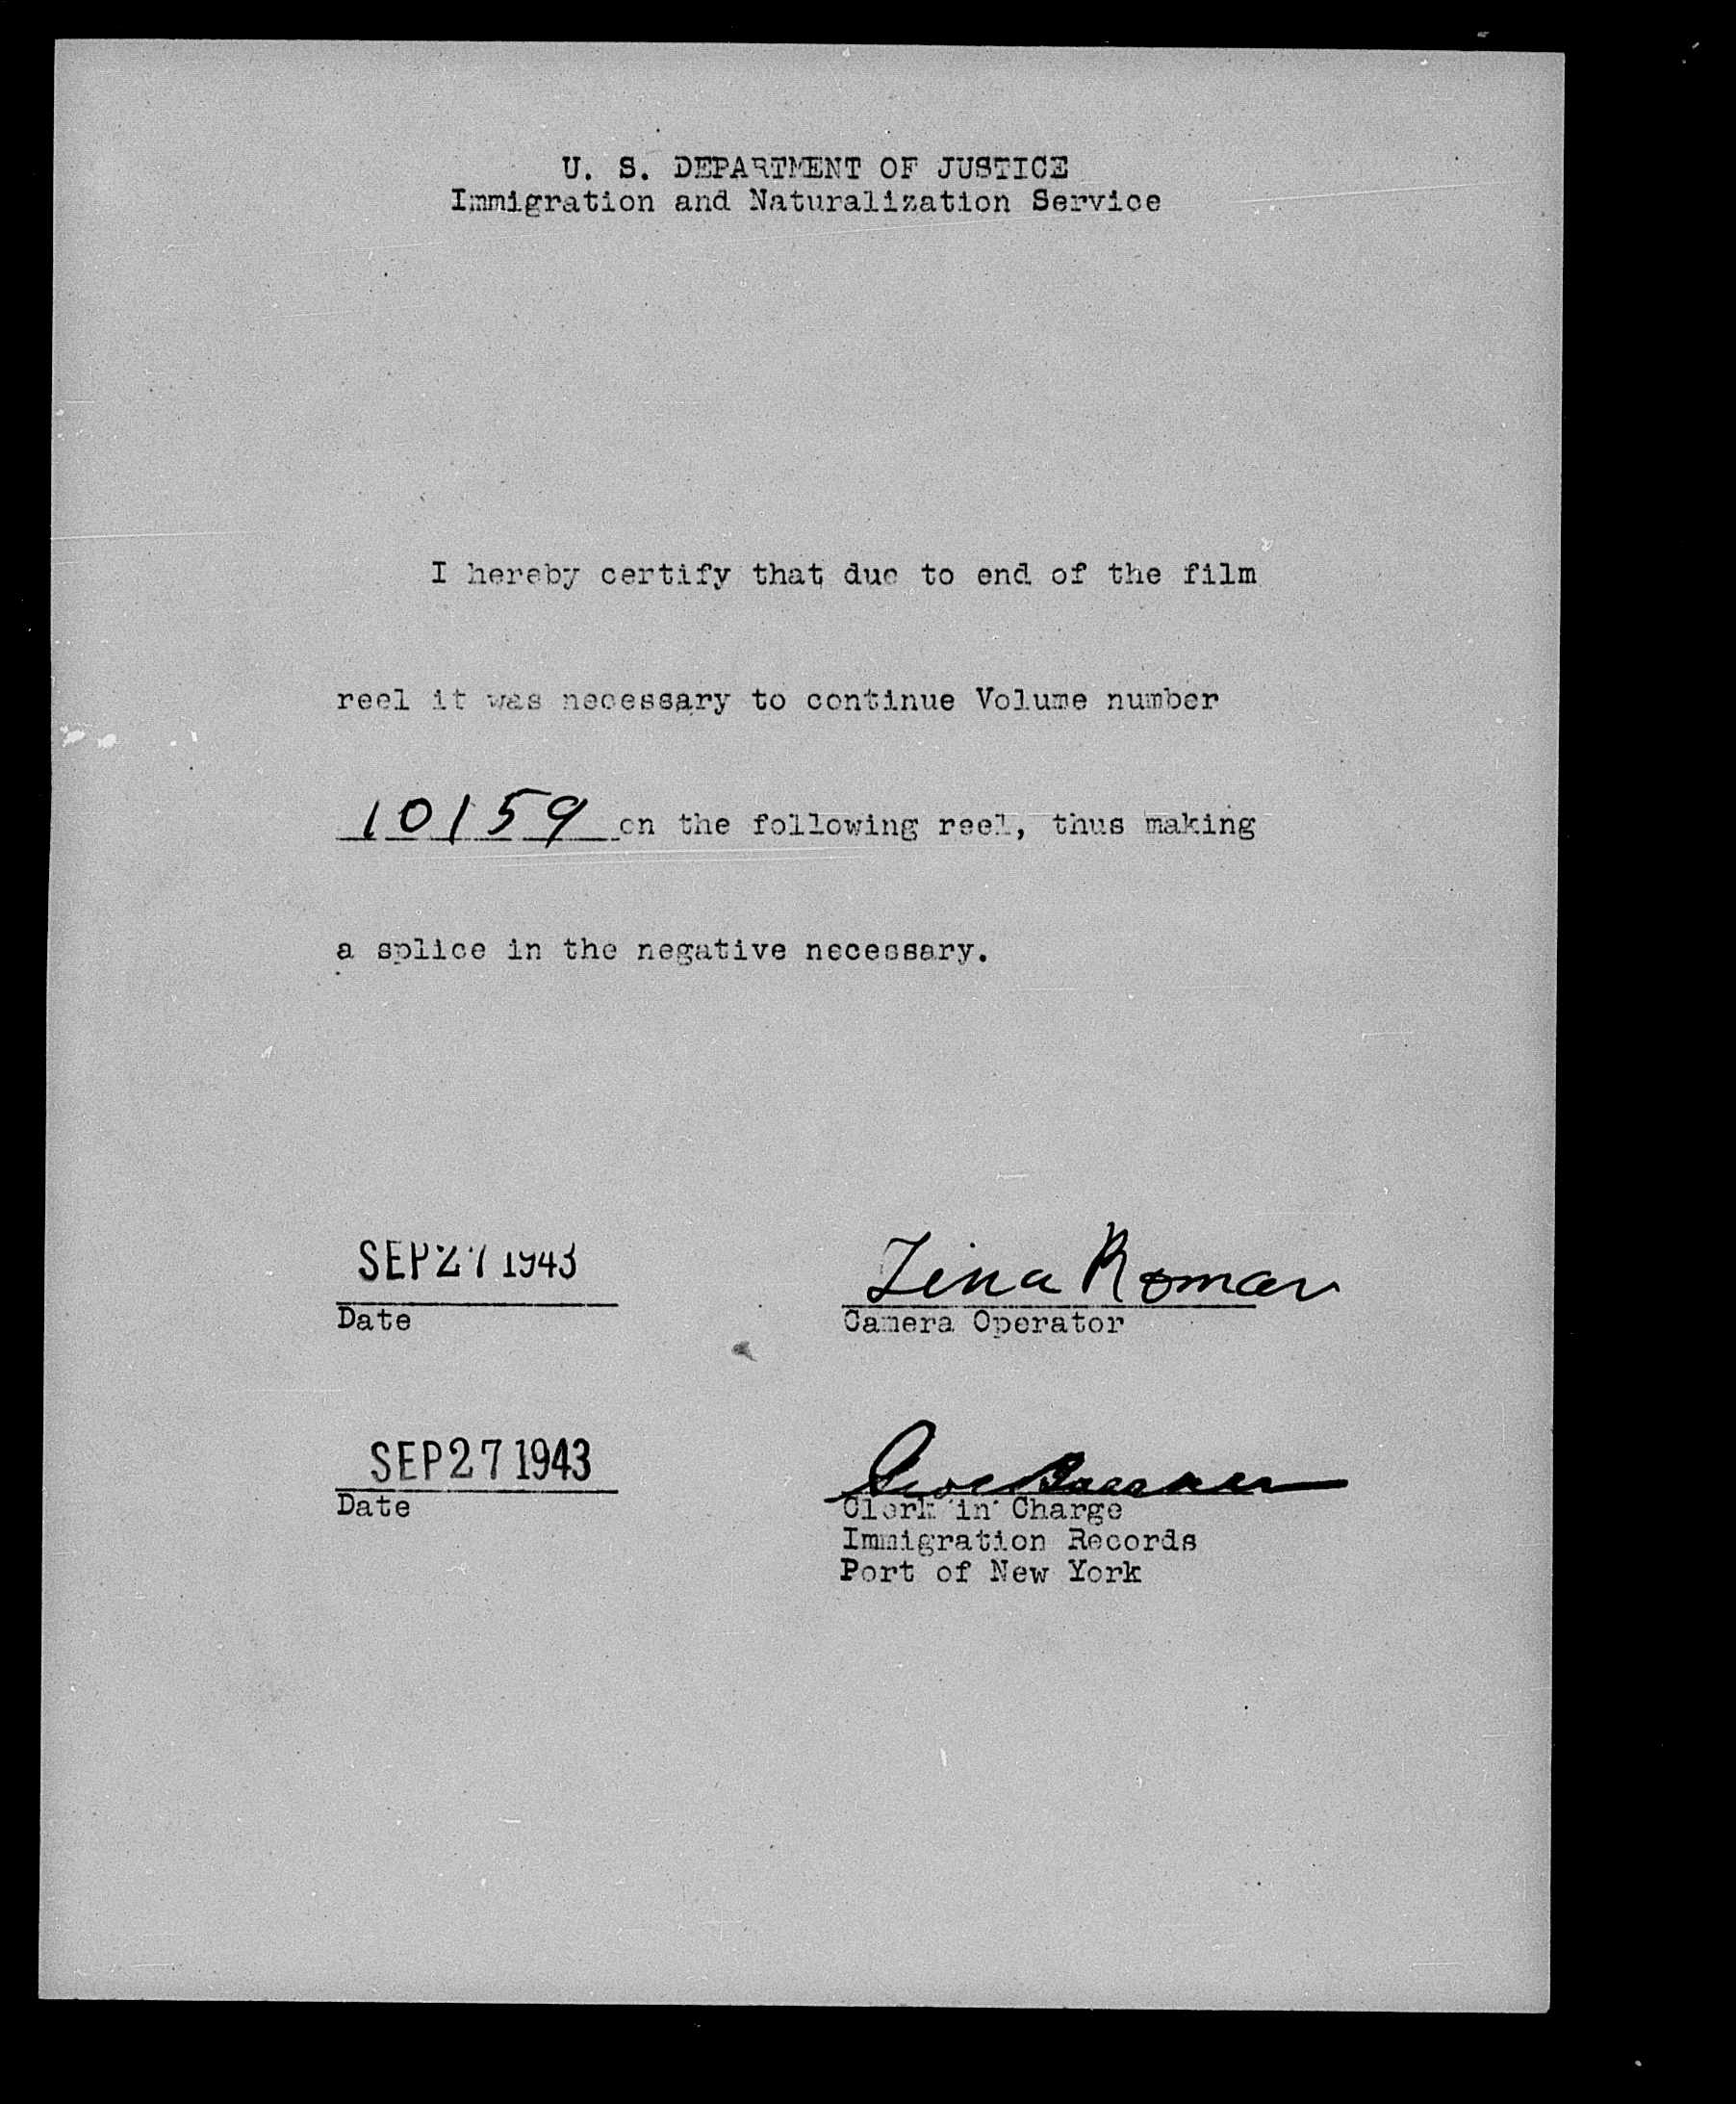 U. S. DEPARTMENT OF JUSTICE
Immigration and Naturalization Service
I hereby certify that due to end of the film
reel it was necessary to continue Volume number
10159 on the following reel, thus making
a splice in the negative necessary.
SEP 27 1943
Date
Roman
Camera Operator
SEP 27 1943
Date
Clerk in Charge
Immigration Records
Port of New York